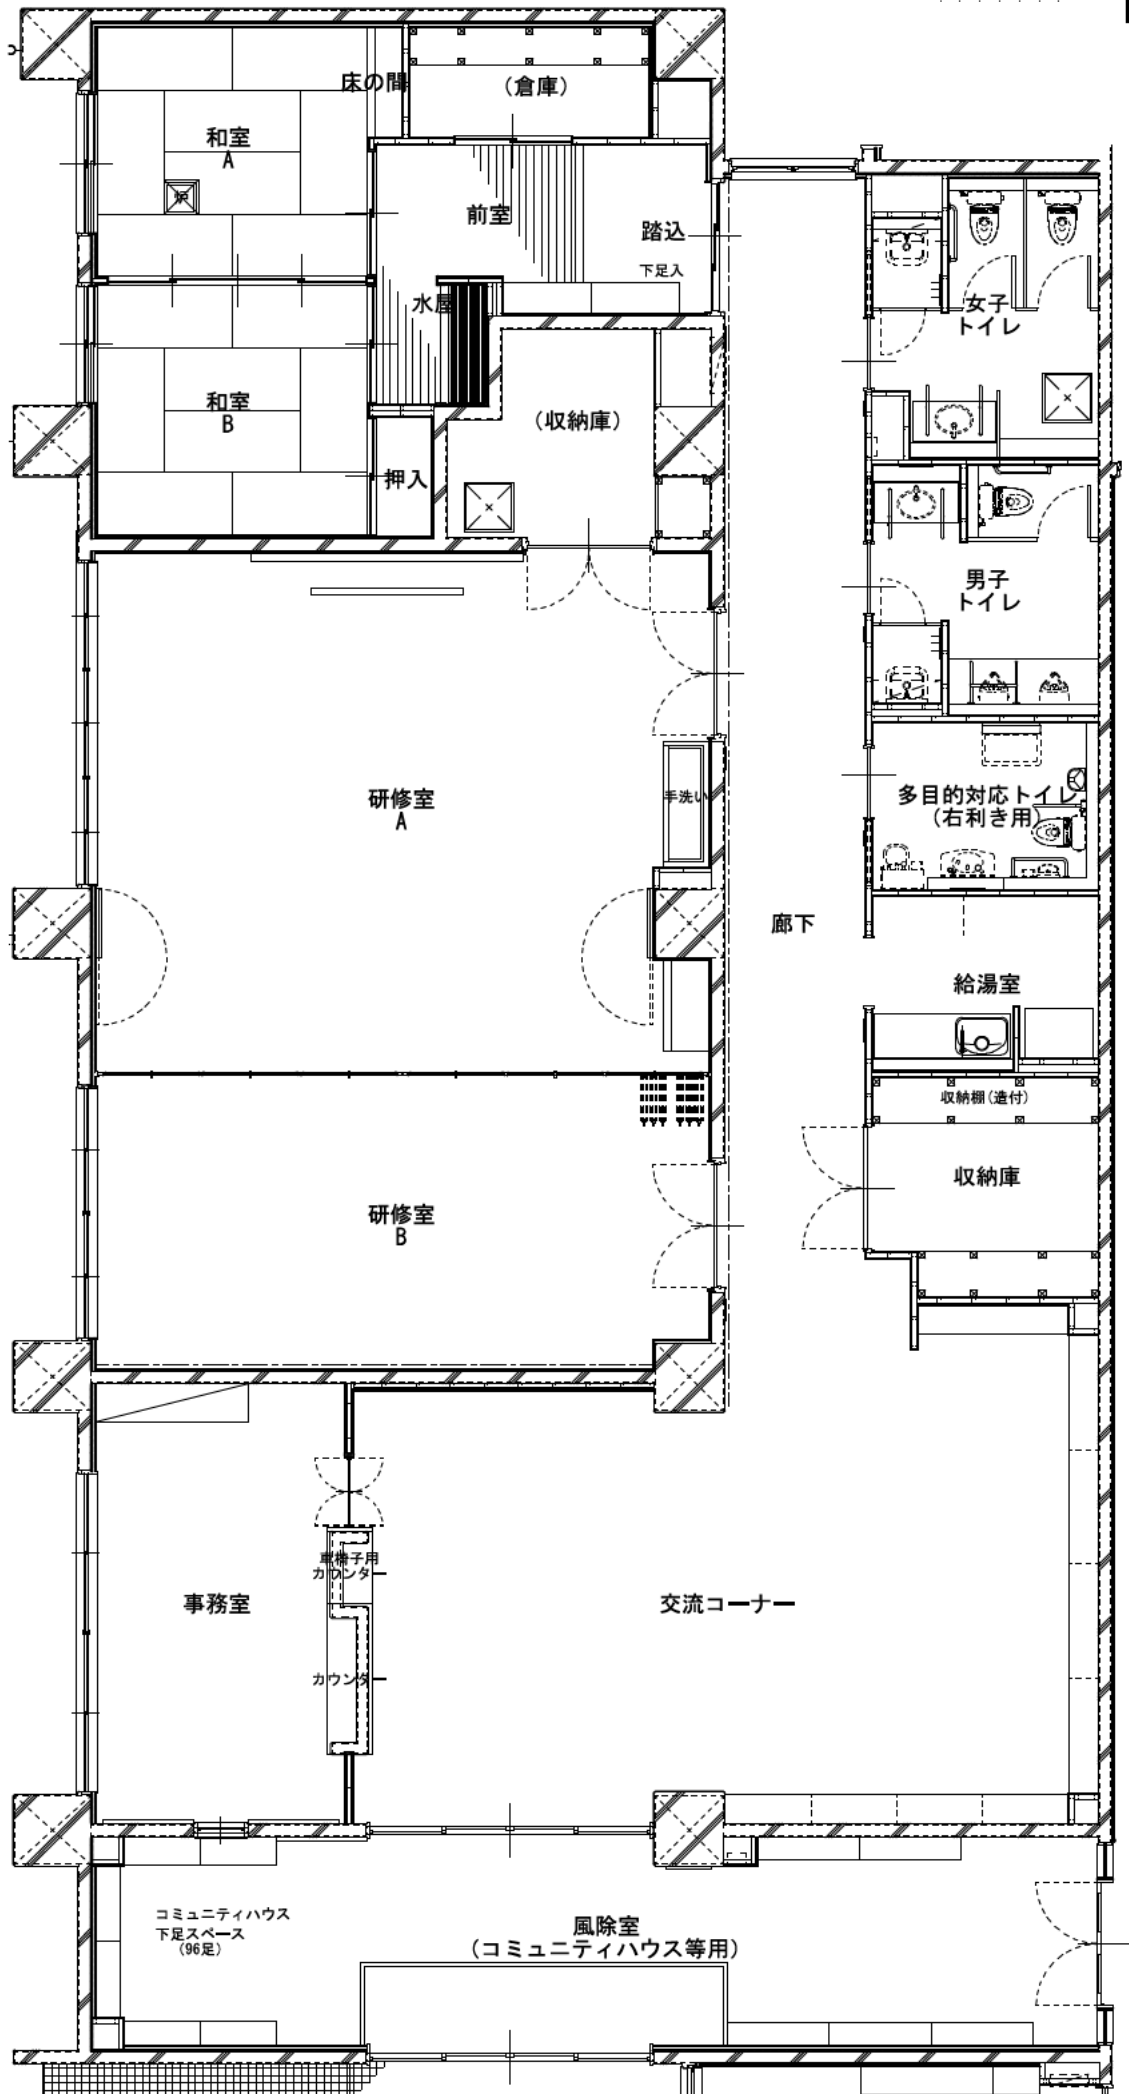 床の間
(倉庫)
和室
A
炉
前室
踏込
下足入
水屋
女子
トイレ
和室
B
(収納庫)
押入
男子
トイレ
研修室
A
手洗い
多目的対応トイレ
(右利き用)
廊下
給湯室
収納棚(造付)
収納庫
研修室
B
車椅子用
カウンター
事務室
交流コーナー
カウンター
コミュニティハウス
下足スペース
(96足)
風除室
(コミュニティハウス等用)